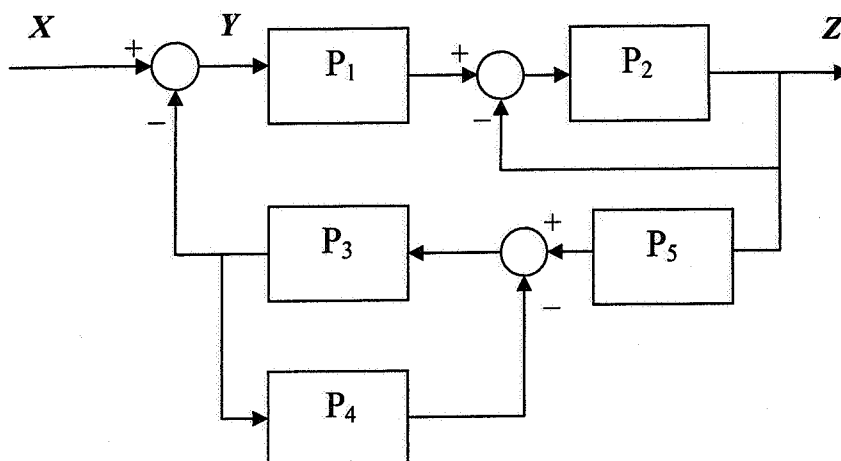 X + Y P₁ + P₂ Z
− −
P₃ + P₅
−
P₄